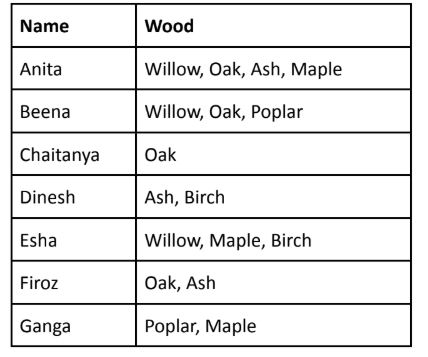 Name Wood
Anita Willow, Oak, Ash, Maple
Beena Willow, Oak, Poplar
Chaitanya Oak
Dinesh Ash, Birch
Esha Willow, Maple, Birch
Firoz Oak, Ash
Ganga Poplar, Maple